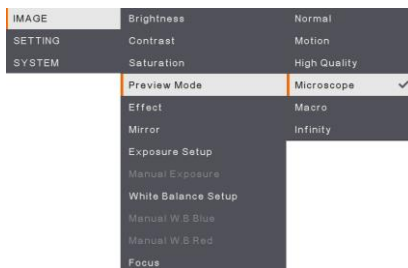 IMAGE
SETTING
SYSTEM
Brightness
Contrast
Saturation
Preview Mode
Effect
Mirror
Exposure Setup
Manual Exposure
White Balance Setup
Manual W.B Blue
Manual W.B Red
Focus
Normal
Motion
High Quality
Microscope
Macro
Infinity